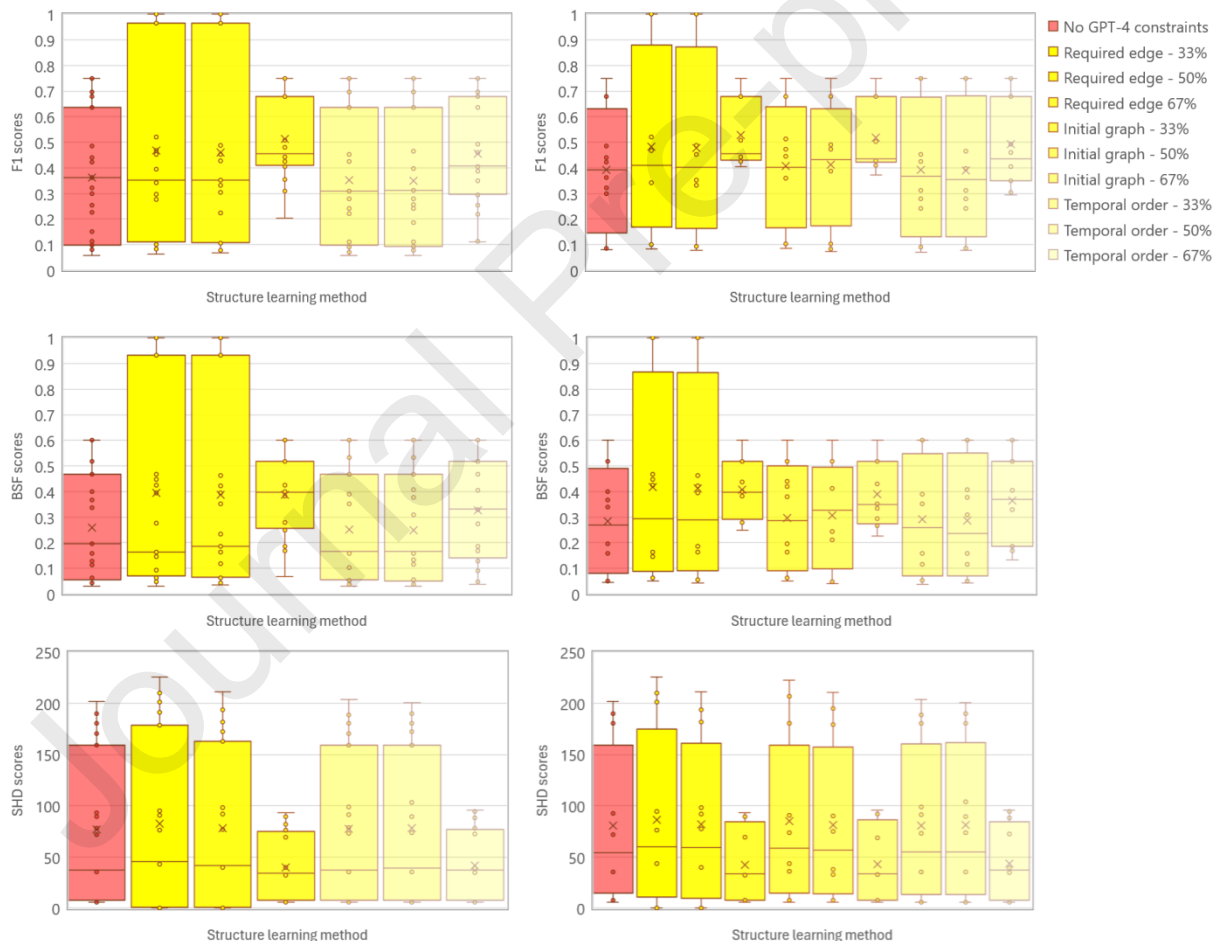 1
0.9
0.8
0.7
0.6
0.5
0.4
0.3
0.2
0.1
0
F1 scores
Structure learning method
1
0.9
0.8
0.7
0.6
0.5
0.4
0.3
0.2
0.1
0
F1 scores
Structure learning method
No GPT-4 constraints
Required edge - 33%
Required edge - 50%
Required edge 67%
Initial graph - 33%
Initial graph - 50%
Initial graph - 67%
Temporal order - 33%
Temporal order - 50%
Temporal order - 67%
1
0.9
0.8
0.7
0.6
0.5
0.4
0.3
0.2
0.1
0
BSF scores
Structure learning method
1
0.9
0.8
0.7
0.6
0.5
0.4
0.3
0.2
0.1
0
BSF scores
Structure learning method
250
200
150
100
50
0
SHD scores
Structure learning method
250
200
150
100
50
0
SHD scores
Structure learning method
Journal Pre-p